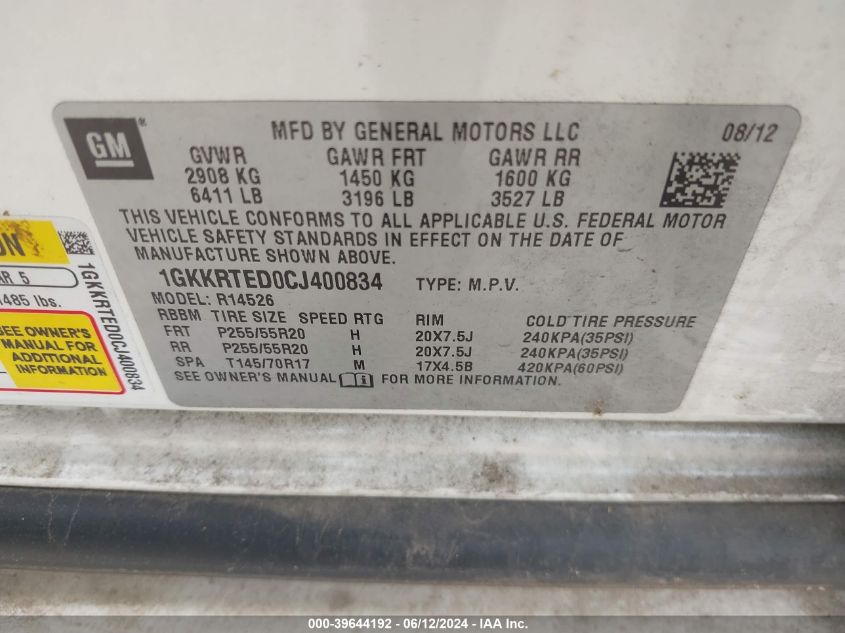 GM ®
MFD BY GENERAL MOTORS LLC 08/12
GVWR GAWR FRT GAWR RR
2908 KG 1450 KG 1600 KG
6411 LB 3196 LB 3527 LB
THIS VEHICLE CONFORMS TO ALL APPLICABLE U.S. FEDERAL MOTOR
VEHICLE SAFETY STANDARDS IN EFFECT ON THE DATE OF
MANUFACTURE SHOWN ABOVE.
1GKKRTED0CJ400834 TYPE: M.P.V.
MODEL: R14526
RBBM TIRE SIZE SPEED RTG RIM COLD TIRE PRESSURE
FRT P255/55R20 H 20X7.5J 240KPA(35PSI)
RR P255/55R20 H 20X7.5J 240KPA(35PSI)
SPA T145/70R17 M 17X4.5B 420KPA(60PSI)
SEE OWNER'S MANUAL FOR MORE INFORMATION.
ON
AR 5
1485 lbs.
SEE OWNER'S
MANUAL FOR
ADDITIONAL
INFORMATION
1GKKRTED0CJ400834
000-39644192 - 06/12/2024 - IAA Inc.